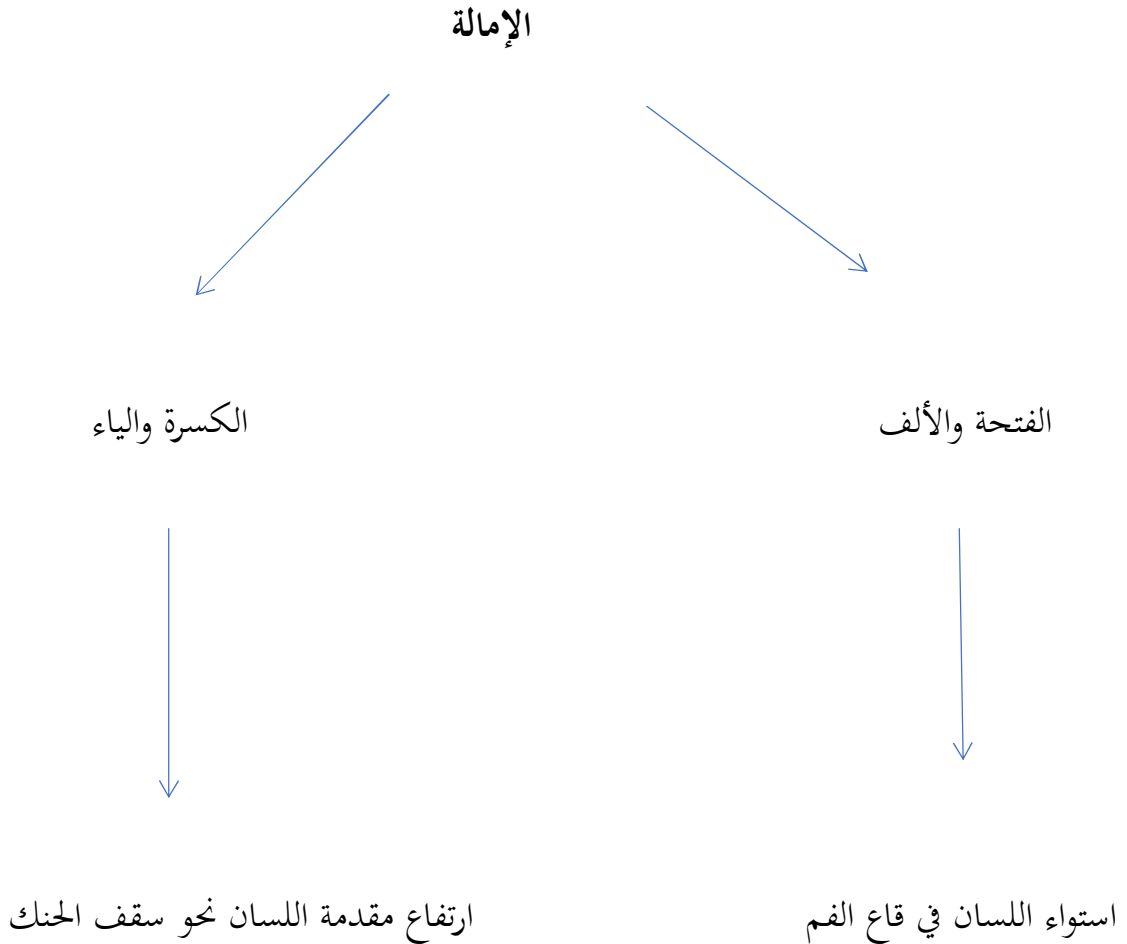 الإمالة
الفتحة والألف
الكسرة والياء
استواء اللسان في قاع الفم
ارتفاع مقدمة اللسان نحو سقف الحنك